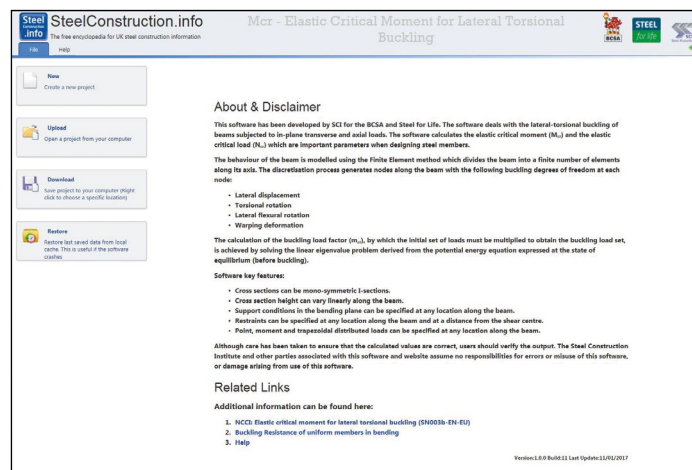 Steel
Construction
.info
SteelConstruction.info
The free encyclopedia for UK steel construction information
Mcr - Elastic Critical Moment for Lateral Torsional
Buckling
BCSA
STEEL
for life
SCI
File
Help
New
Create a new project
Upload
Open a project from your computer
Download
Save project to your computer (Right
click to choose a specific location)
Restore
Restore last saved data from local
cache. This is useful if the software
crashes
About & Disclaimer
This software has been developed by SCI for the BCSA and Steel for Life. The software deals with the lateral-torsional buckling of
beams subjected to in-plane transverse and axial loads. The software calculates the elastic critical moment (Mcr) and the elastic
critical load (Ncr) which are important parameters when designing steel members.
The behaviour of the beam is modelled using the Finite Element method which divides the beam into a finite number of elements
along its axis. The discretisation process generates nodes along the beam with the following buckling degrees of freedom at each
node:
• Lateral displacement
• Torsional rotation
• Lateral flexural rotation
• Warping deformation
The calculation of the buckling load factor (mcr), by which the initial set of loads must be multiplied to obtain the buckling load set,
is achieved by solving the linear eigenvalue problem derived from the potential energy equation expressed at the state of
equilibrium (before buckling).
Software key features:
• Cross sections can be mono-symmetric I-sections.
• Cross section height can vary linearly along the beam.
• Support conditions in the bending plane can be specified at any location along the beam.
• Restraints can be specified at any location along the beam and at a distance from the shear centre.
• Point, moment and trapezoidal distributed loads can be specified at any location along the beam.
Although care has been taken to ensure that the calculated values are correct, users should verify the output. The Steel Construction
Institute and other parties associated with this software and website assume no responsibilities for errors or misuse of this software,
or damage arising from use of this software.
Related Links
Additional information can be found here:
1. NCCI: Elastic critical moment for lateral torsional buckling (SN003b-EN-EU)
2. Buckling Resistance of uniform members in bending
3. Help
Version:1.0.0 Build:11 Last Update:11/01/2017